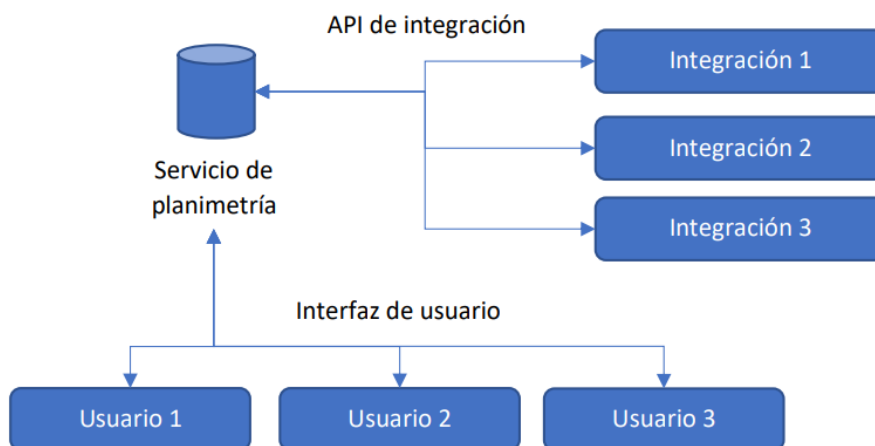 API de integración
Integración 1
Integración 2
Servicio de
planimetría
Integración 3
Interfaz de usuario
Usuario 1
Usuario 2
Usuario 3